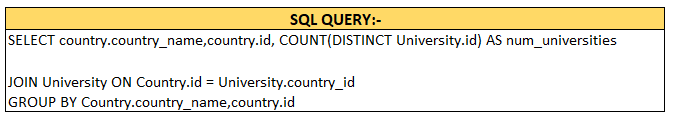 SQL QUERY:-
SELECT country.country_name,country.id, COUNT(DISTINCT University.id) AS num_universities
JOIN University ON Country.id = University.country_id
GROUP BY Country.country_name,country.id